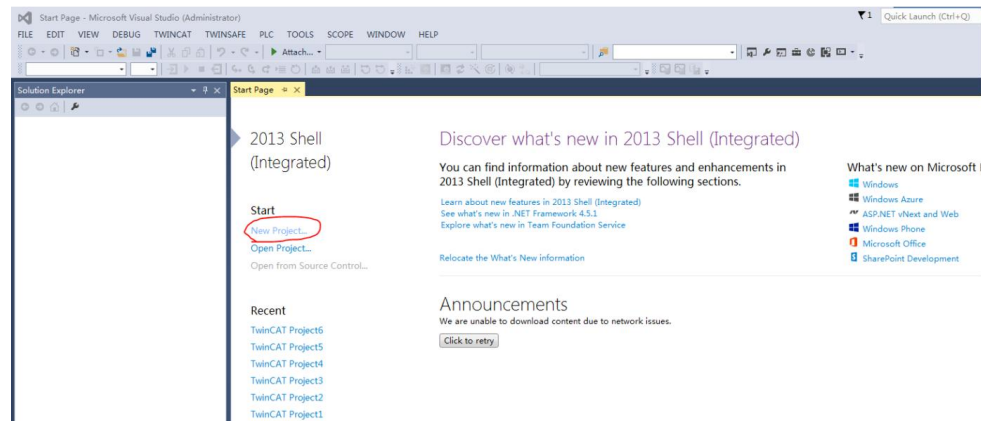 Start Page - Microsoft Visual Studio (Administrator)
1 Quick Launch (Ctrl+Q)
FILE EDIT VIEW DEBUG TWINCAT TWINSAFE PLC TOOLS SCOPE WINDOW HELP
Attach...
Solution Explorer
Start Page
2013 Shell
(Integrated)
Start
New Project...
Open Project...
Open from Source Control...
Recent
TwinCAT Project6
TwinCAT Project5
TwinCAT Project4
TwinCAT Project3
TwinCAT Project2
TwinCAT Project1
Discover what's new in 2013 Shell (Integrated)
You can find information about new features and enhancements in
2013 Shell (Integrated) by reviewing the following sections.
Learn about new features in 2013 Shell (Integrated)
See what's new in .NET Framework 4.5.1
Explore what's new in Team Foundation Service
Relocate the What's New information
Announcements
We are unable to download content due to network issues.
Click to retry
What's new on Microsoft
Windows
Windows Azure
ASP.NET vNext and Web
Windows Phone
Microsoft Office
SharePoint Development